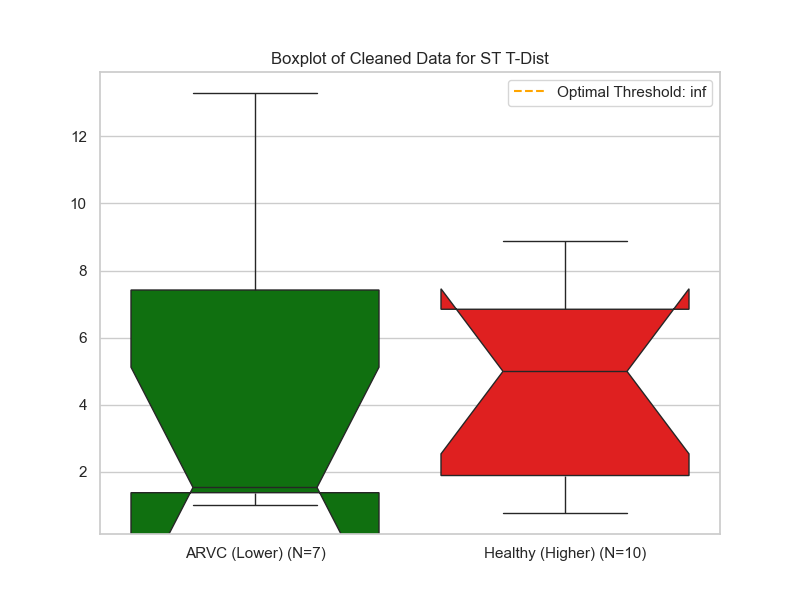 Boxplot of Cleaned Data for ST T-Dist
Optimal Threshold: inf
12
10
8
6
4
2
ARVC (Lower) (N=7)
Healthy (Higher) (N=10)